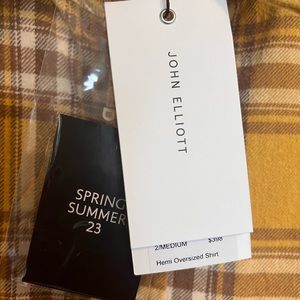 JOHN ELLIOTT
SPRING
SUMMER
23
2/MEDIUM $398
Hemi Oversized Shirt